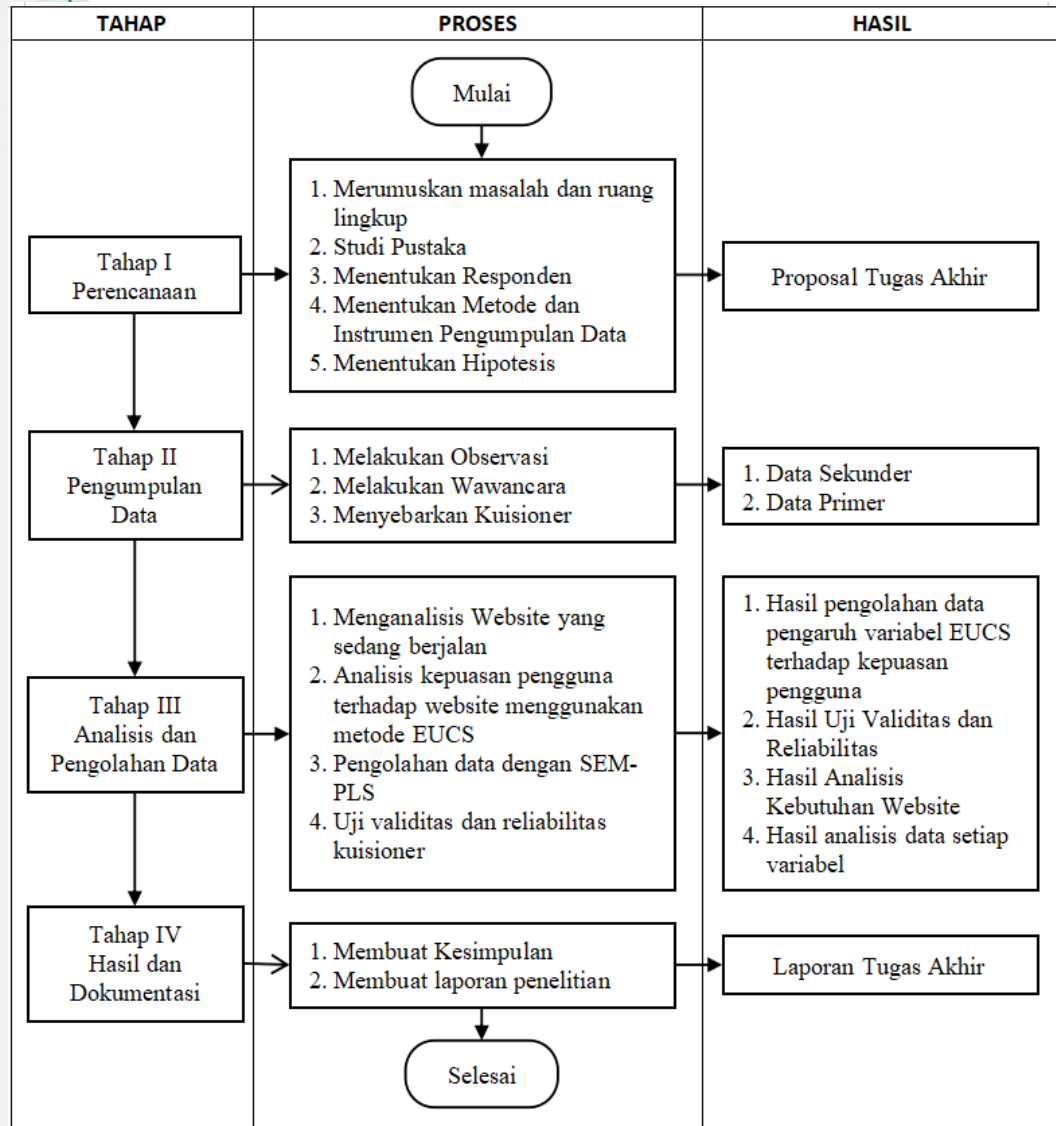 TAHAP
PROSES
HASIL
Mulai
Tahap I
Perencanaan
1. Merumuskan masalah dan ruang
lingkup
2. Studi Pustaka
3. Menentukan Responden
4. Menentukan Metode dan
Instrumen Pengumpulan Data
5. Menentukan Hipotesis
Proposal Tugas Akhir
Tahap II
Pengumpulan
Data
1. Melakukan Observasi
2. Melakukan Wawancara
3. Menyebarkan Kuisioner
1. Data Sekunder
2. Data Primer
Tahap III
Analisis dan
Pengolahan Data
1. Menganalisis Website yang
sedang berjalan
2. Analisis kepuasan pengguna
terhadap website menggunakan
metode EUCS
3. Pengolahan data dengan SEM-
PLS
4. Uji validitas dan reliabilitas
kuisioner
1. Hasil pengolahan data
pengaruh variabel EUCS
terhadap kepuasan
pengguna
2. Hasil Uji Validitas dan
Reliabilitas
3. Hasil Analisis
Kebutuhan Website
4. Hasil analisis data setiap
variabel
Tahap IV
Hasil dan
Dokumentasi
1. Membuat Kesimpulan
2. Membuat laporan penelitian
Laporan Tugas Akhir
Selesai